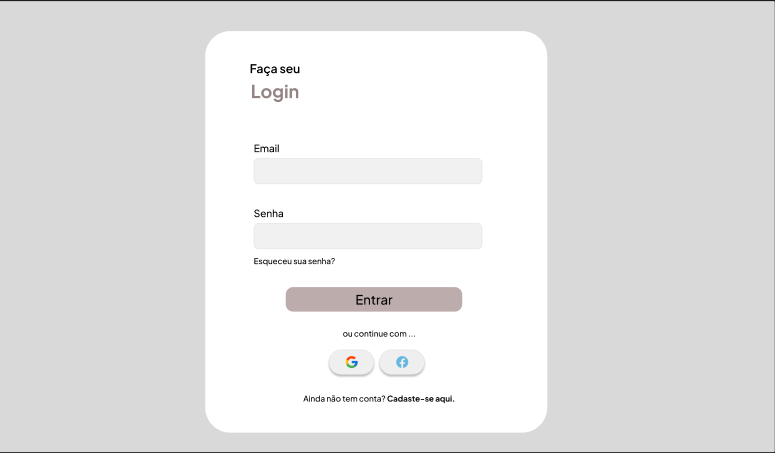 Faça seu
Login
Email
Senha
Esqueceu sua senha?
Entrar
ou continue com ...
Ainda não tem conta? Cadaste-se aqui.